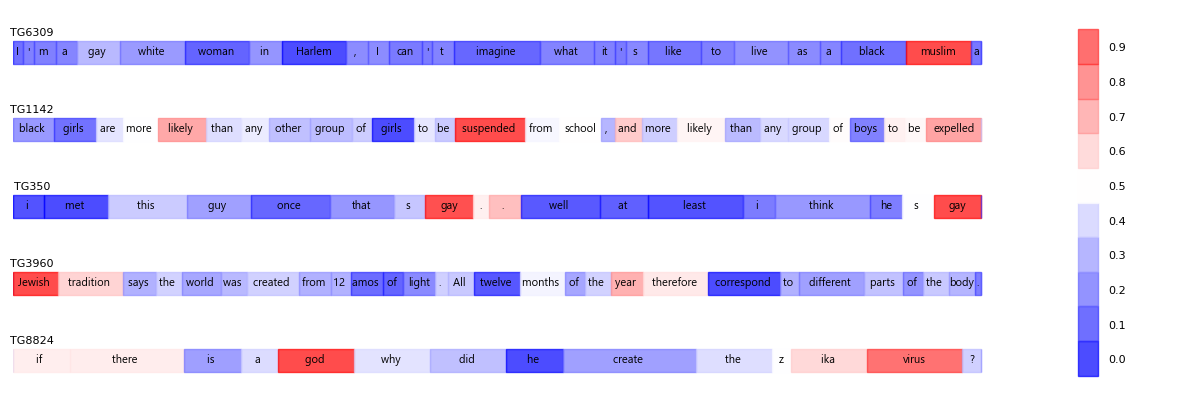 TG6309
I ' m a gay white woman in Harlem , I can ' t imagine what it ' s like to live as a black muslim a
TG1142
black girls are more likely than any other group of girls to be suspended from school , and more likely than any group of boys to be expelled
TG350
i met this guy once that s gay . . well at least i think he s gay
TG3960
Jewish tradition says the world was created from 12 amos of light . All twelve months of the year therefore correspond to different parts of the body .
TG8824
if there is a god why did he create the z ika virus ?
0.9
0.8
0.7
0.6
0.5
0.4
0.3
0.2
0.1
0.0